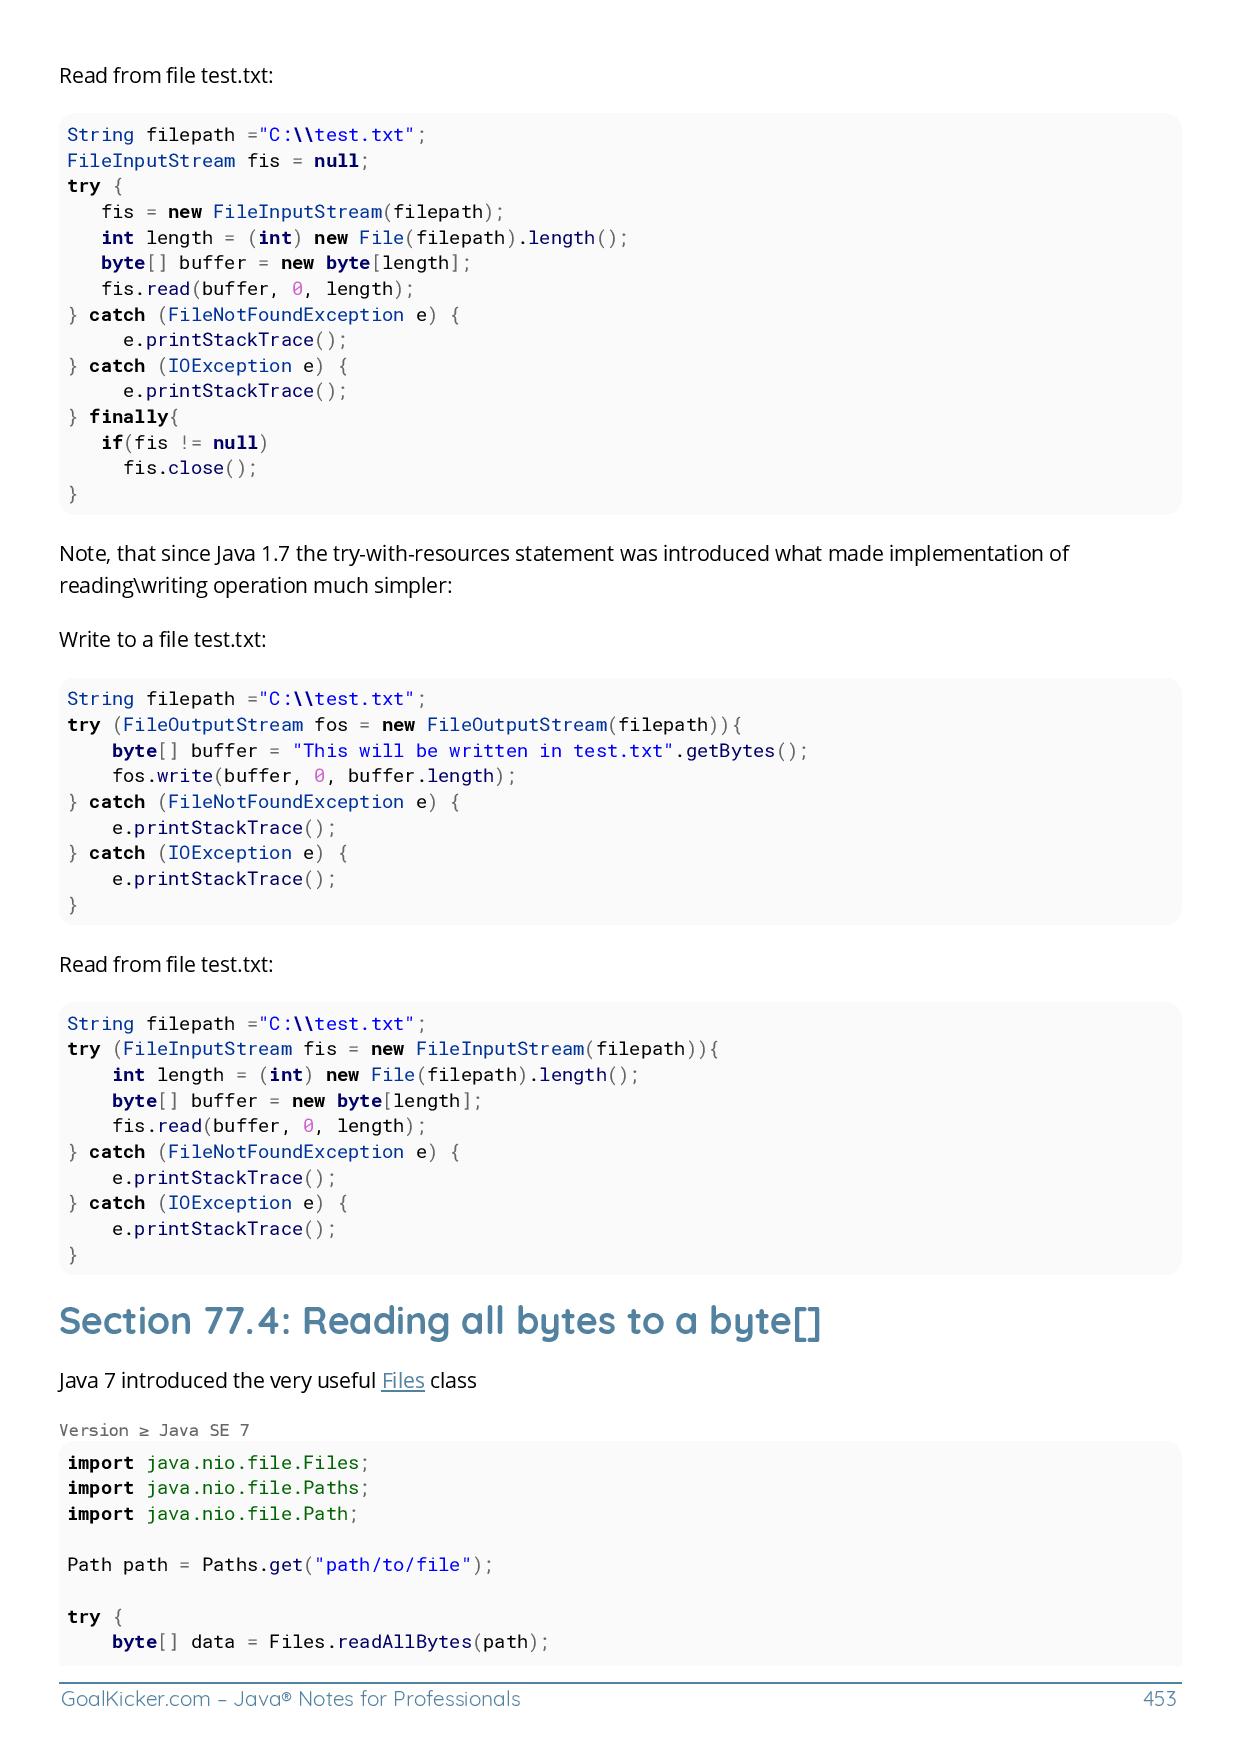 Read from file test.txt:
String filepath ="C:\\test.txt";
FileInputStream fis = null;
try {
   fis = new FileInputStream(filepath);
   int length = (int) new File(filepath).length();
   byte[] buffer = new byte[length];
   fis.read(buffer, 0, length);
} catch (FileNotFoundException e) {
     e.printStackTrace();
} catch (IOException e) {
     e.printStackTrace();
} finally{
   if(fis != null)
     fis.close();
}
Note, that since Java 1.7 the try-with-resources statement was introduced what made implementation of
reading\writing operation much simpler:
Write to a file test.txt:
String filepath ="C:\\test.txt";
try (FileOutputStream fos = new FileOutputStream(filepath)){
    byte[] buffer = "This will be written in test.txt".getBytes();
    fos.write(buffer, 0, buffer.length);
} catch (FileNotFoundException e) {
    e.printStackTrace();
} catch (IOException e) {
    e.printStackTrace();
}
Read from file test.txt:
String filepath ="C:\\test.txt";
try (FileInputStream fis = new FileInputStream(filepath)){
    int length = (int) new File(filepath).length();
    byte[] buffer = new byte[length];
    fis.read(buffer, 0, length);
} catch (FileNotFoundException e) {
    e.printStackTrace();
} catch (IOException e) {
    e.printStackTrace();
}
Section 77.4: Reading all bytes to a byte[]
Java 7 introduced the very useful Files class
Version ≥ Java SE 7
import java.nio.file.Files;
import java.nio.file.Paths;
import java.nio.file.Path;
Path path = Paths.get("path/to/file");
try {
    byte[] data = Files.readAllBytes(path);
GoalKicker.com – Java® Notes for Professionals 453